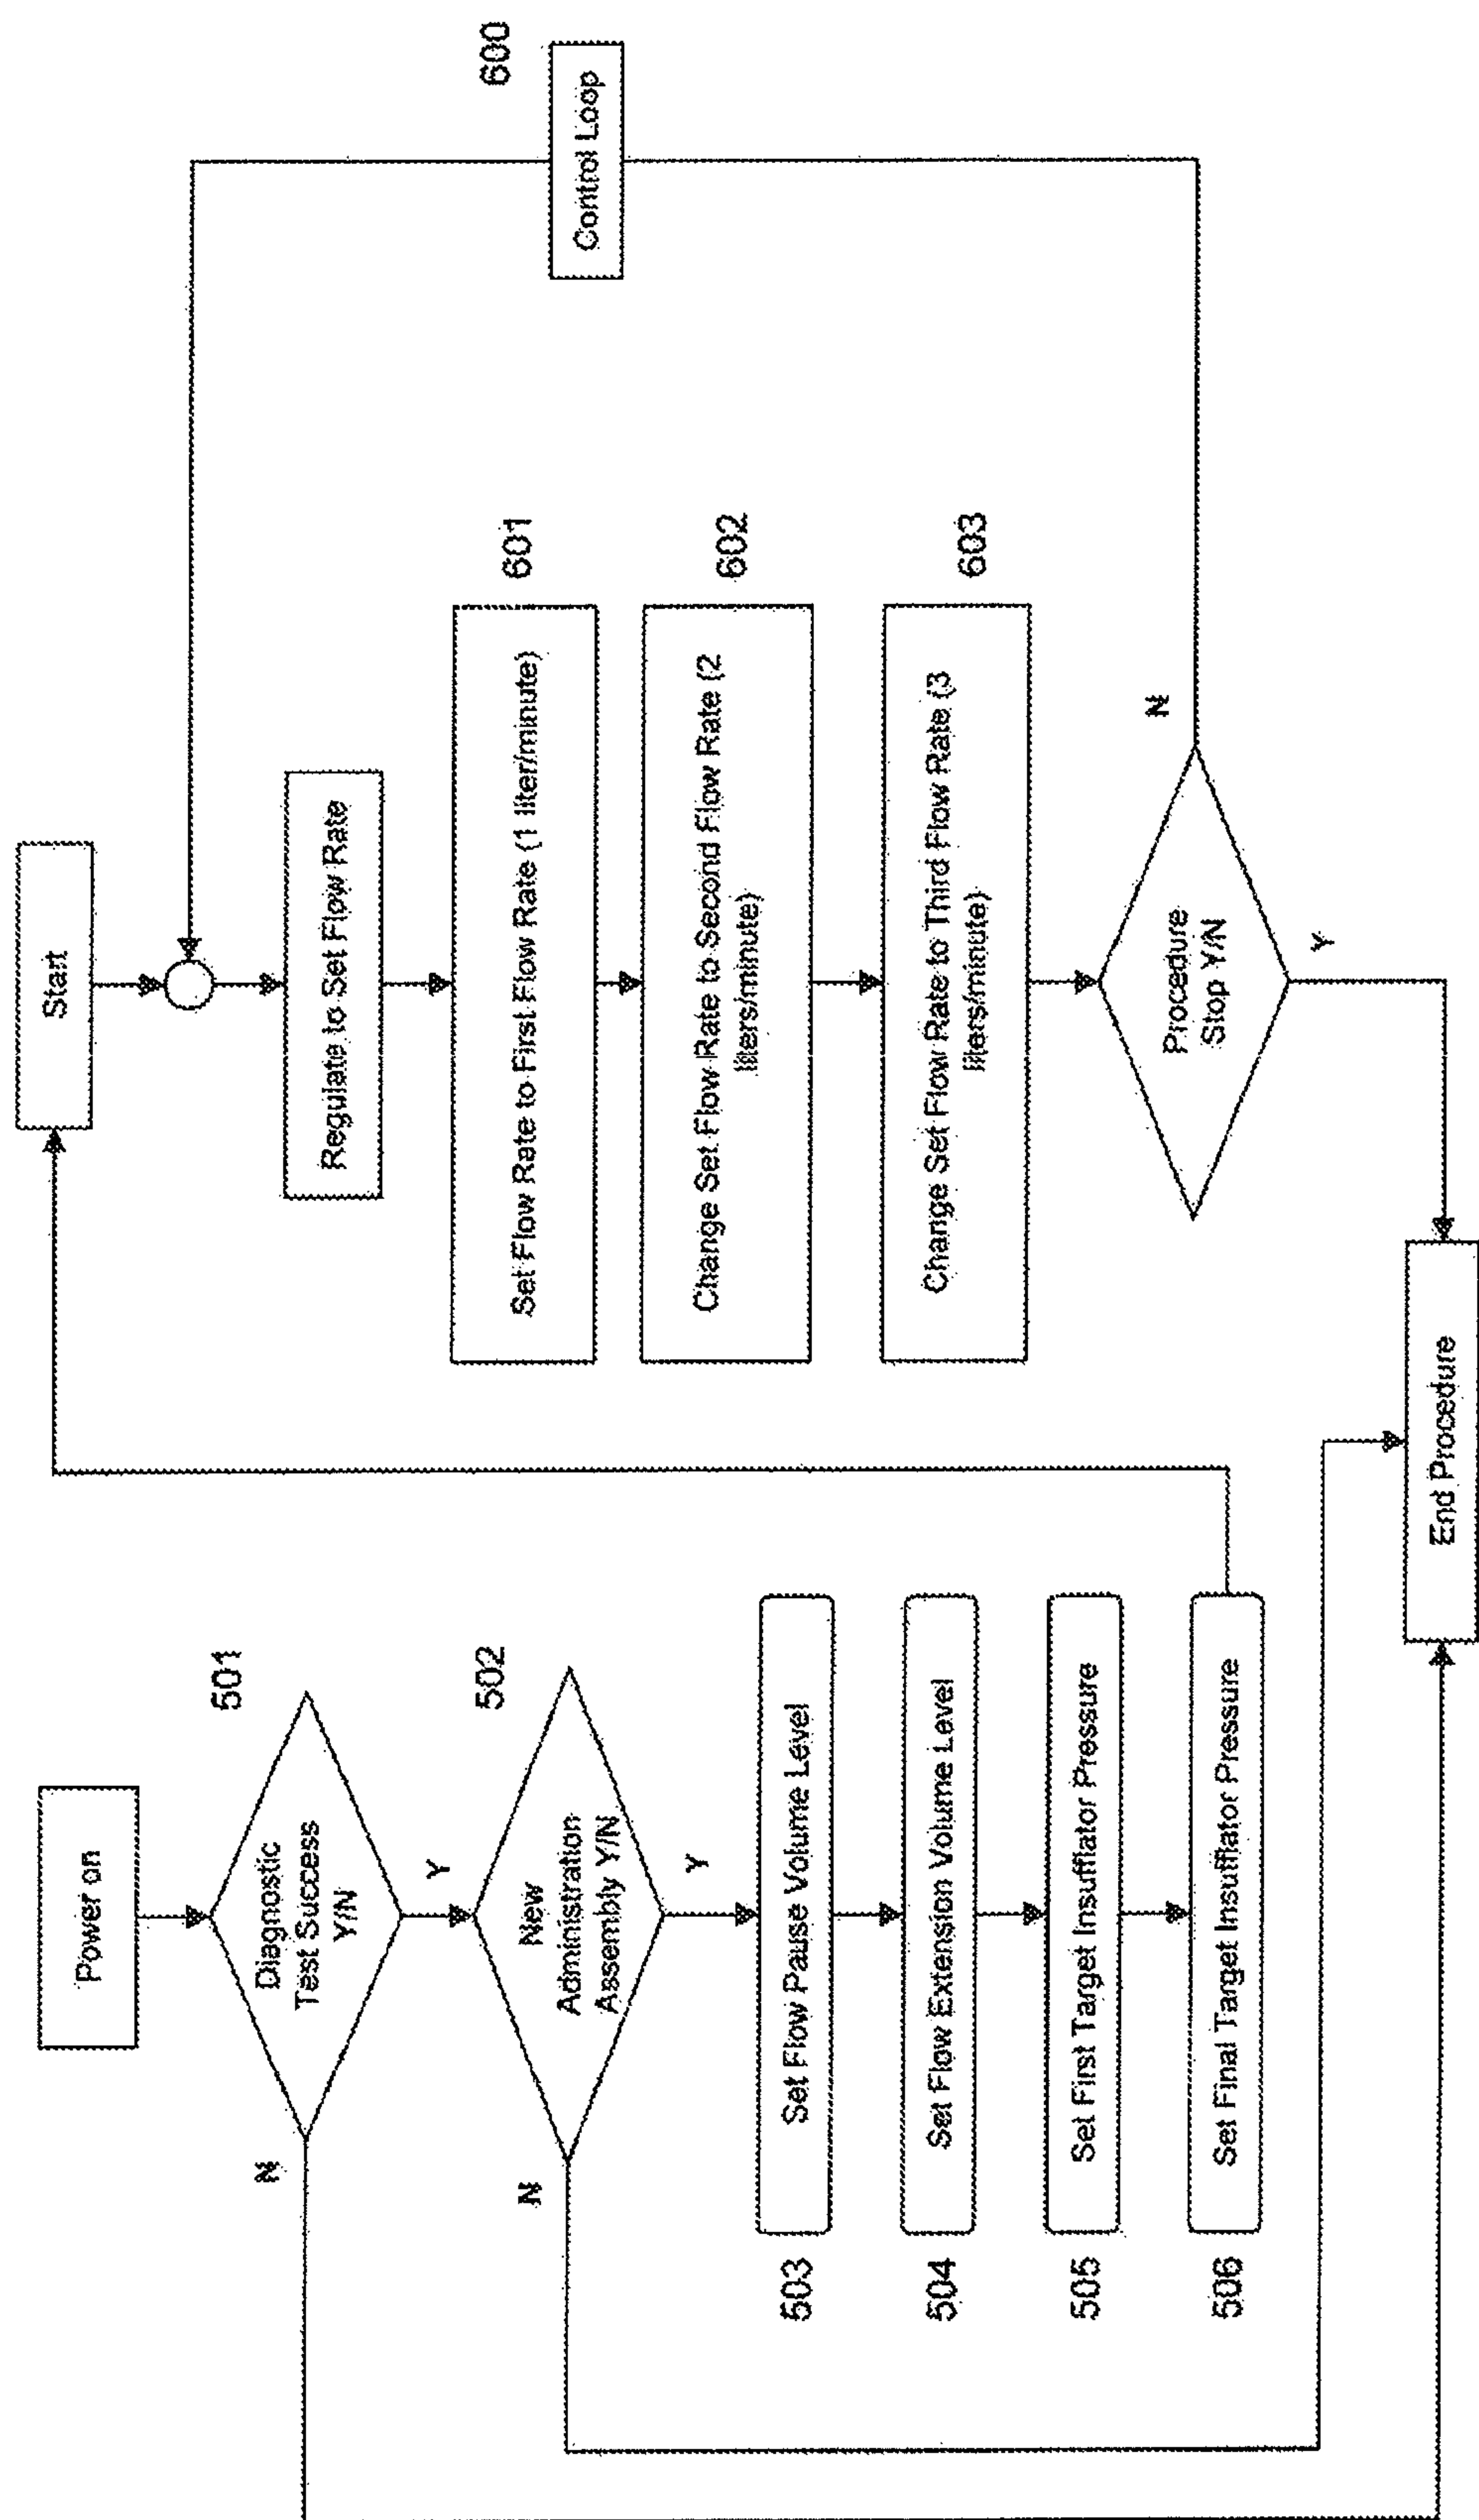 Power on
501
Diagnostic
Test Success
Y/N
N
Y
502
New
Administration
Assembly Y/N
N
Y
503
Set Flow Pause Volume Level
504
Set Flow Extension Volume Level
505
Set First Target Insufflator Pressure
506
Set Final Target Insufflator Pressure
Start
600
Control Loop
Regulate to Set Flow Rate
601
Set Flow Rate to First Flow Rate (1 liter/minute)
602
Change Set Flow Rate to Second Flow Rate (2
liters/minute)
603
Change Set Flow Rate to Third Flow Rate (3
liters/minute)
Procedure
Stop Y/N
N
Y
End Procedure